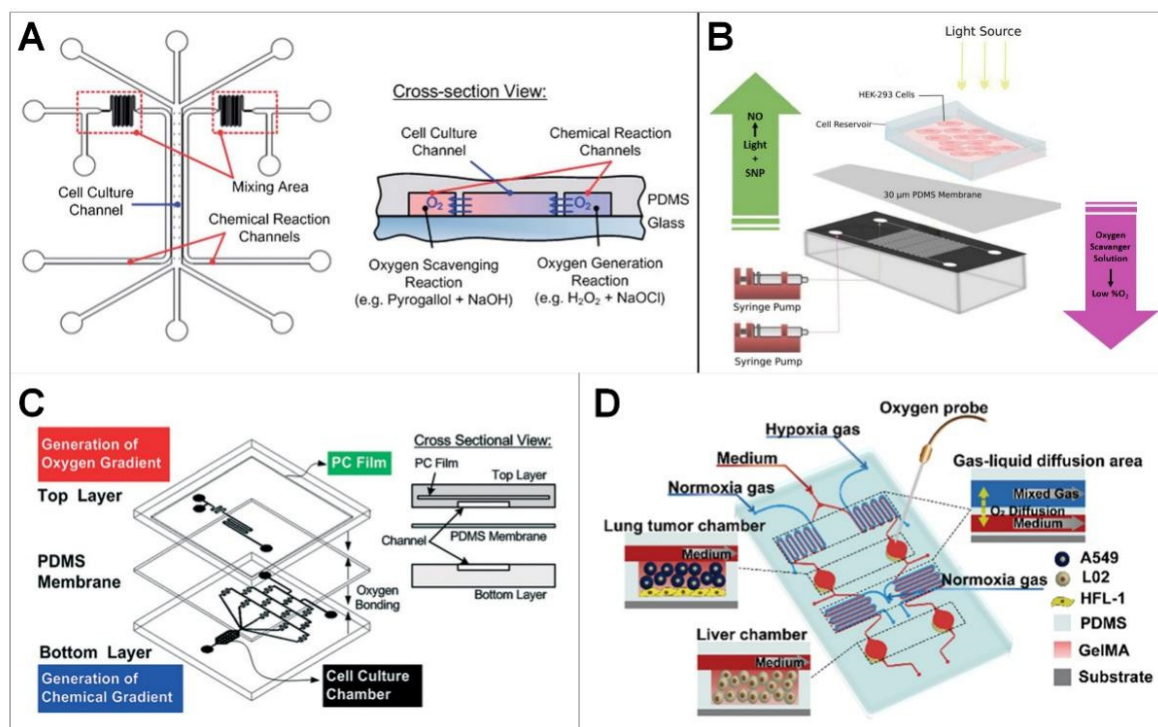 A
Cell Culture
Channel
Mixing Area
Chemical Reaction
Channels
Cross-section View:
Cell Culture
Channel
Chemical Reaction
Channels
O2
O2
PDMS
Glass
Oxygen Scavenging
Reaction
(e.g. Pyrogallol + NaOH)
Oxygen Generation
Reaction
(e.g. H2O2 + NaOCl)
B
Light Source
HEK-293 Cells
Cell Reservoir
NO
Light
+
SNP
30 μm PDMS Membrane
Oxygen
Scavanger
Solution
Low %O2
Syringe Pump
Syringe Pump
C
Generation of
Oxygen Gradient
Top Layer
PC Film
PDMS
Membrane
Oxygen
Bonding
Bottom Layer
Generation of
Chemical Gradient
Cell Culture
Chamber
Cross Sectional View:
PC Film
Top Layer
Channel
PDMS Membrane
Bottom Layer
D
Oxygen probe
Hypoxia gas
Medium
Normoxia gas
Gas-liquid diffusion area
Mixed Gas
O2 Diffusion
Medium
Lung tumor chamber
Medium
Normoxia gas
Liver chamber
Medium
A549
L02
HFL-1
PDMS
GelMA
Substrate